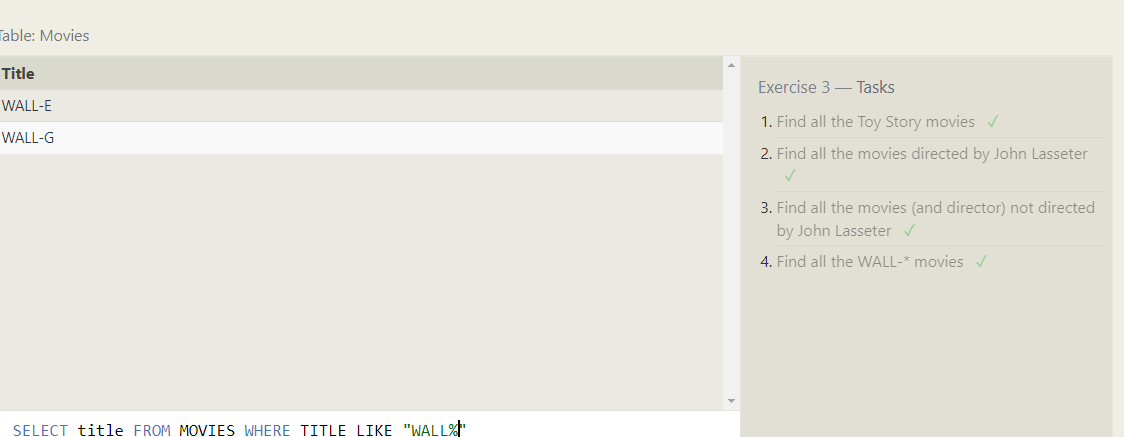 Table: Movies
Title
WALL-E
WALL-G
Exercise 3 — Tasks
1. Find all the Toy Story movies ✓
2. Find all the movies directed by John Lasseter
✓
3. Find all the movies (and director) not directed
by John Lasseter ✓
4. Find all the WALL-* movies ✓
SELECT title FROM MOVIES WHERE TITLE LIKE "WALL%"